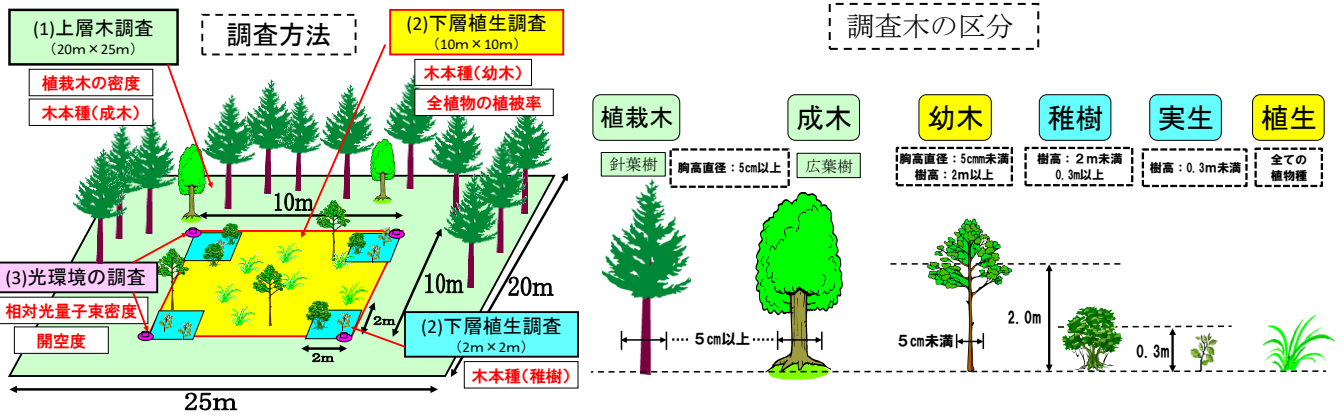 調査方法
(1)上層木調査
(20m×25m)
植栽木の密度
木本種(成木)
(2)下層植生調査
(10m×10m)
木本種(幼木)
全植物の植被率
10m
10m
20m
(3)光環境の調査
相対光量子束密度
開空度
2m
2m
(2)下層植生調査
(2m×2m)
木本種(稚樹)
25m
調査木の区分
植栽木
成木
幼木
稚樹
実生
植生
針葉樹
胸高直径:5cm以上
広葉樹
胸高直径:5cmm未満
樹高:2m以上
樹高:2m未満
0.3m以上
樹高:0.3m未満
全ての
植物種
5cm以上
5cm未満
2.0m
0.3m